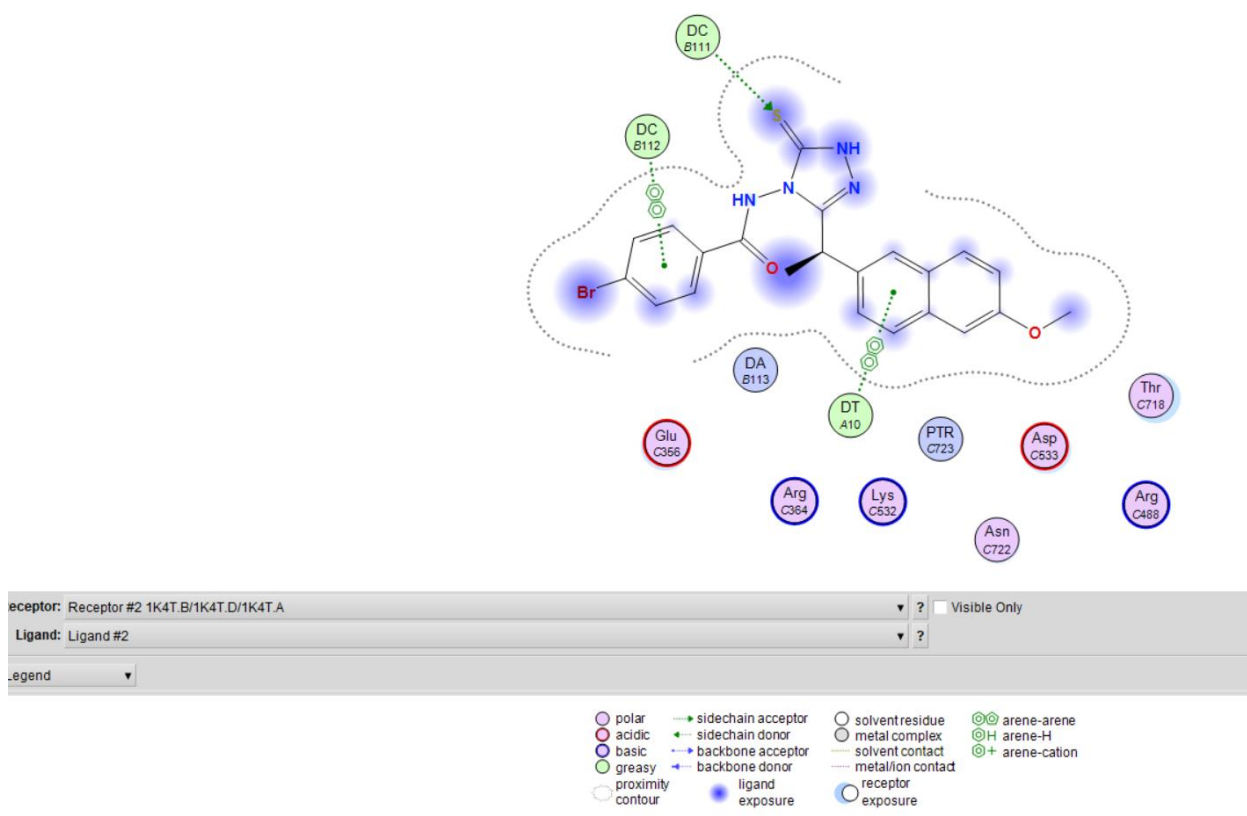 DC
B111
DC
B112
S
NH
N
N
HN
O
Br
O
DA
B113
DT
A10
Thr
C718
PTR
C723
Asp
C533
Glu
C356
Arg
C364
Lys
C532
Arg
C488
Asn
C722
eceptor: Receptor #2 1K4T.B/1K4T.D/1K4T.A ? Visible Only
Ligand: Ligand #2 ?
Legend
polar sidechain acceptor solvent residue arene-arene
acidic sidechain donor metal complex H arene-H
basic backbone acceptor solvent contact + arene-cation
greasy backbone donor metal/ion contact
proximity contour ligand exposure receptor exposure